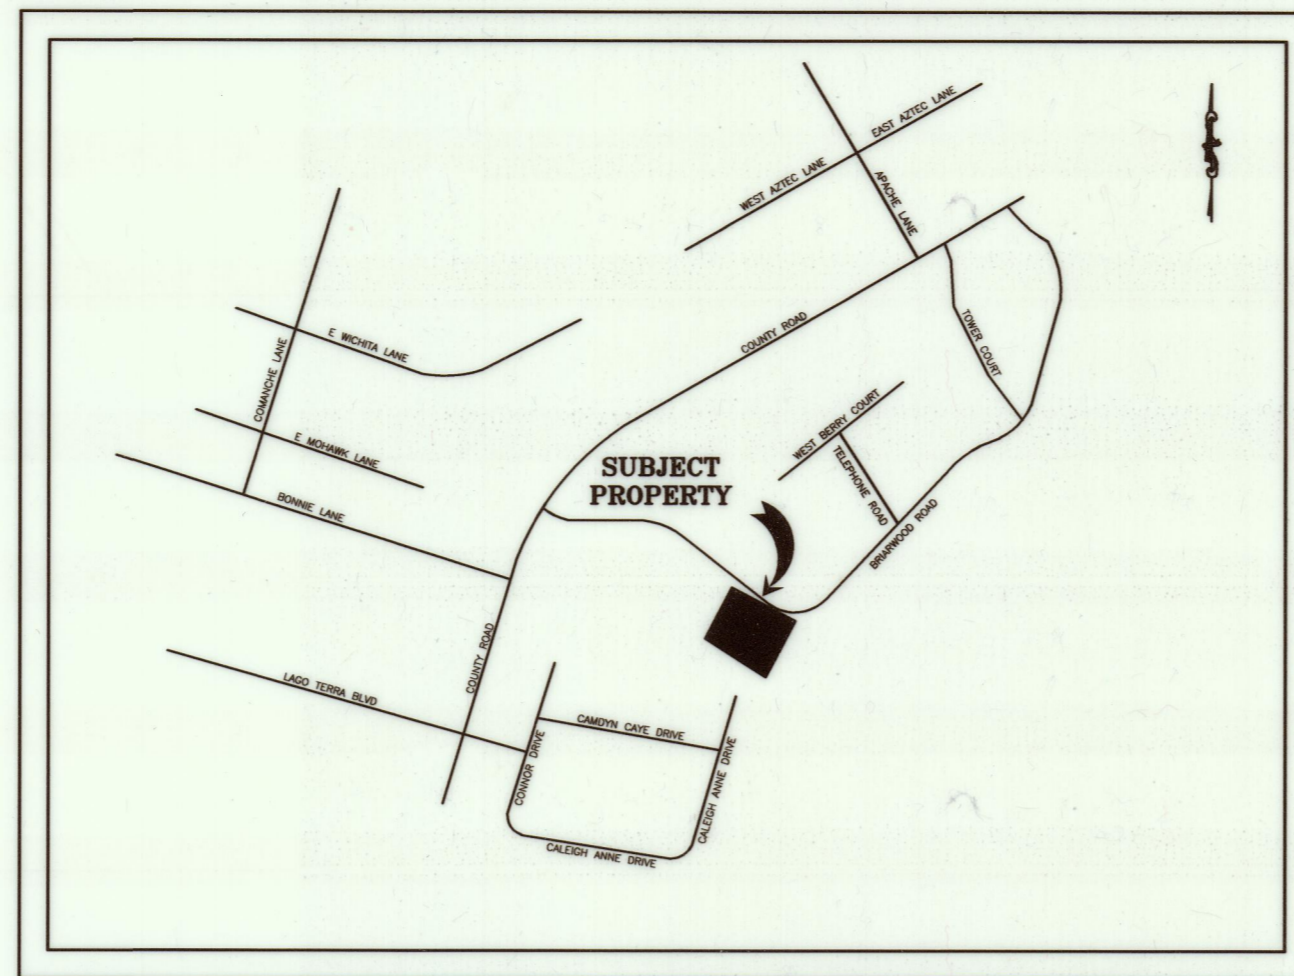 EAST AZTEC LANE
WEST AZTEC LANE
APACHE LANE
COUNTY ROAD
TOWER COURT
E WICHITA LANE
COMANCHE LANE
E MOHAWK LANE
BONNIE LANE
WEST BERRY COURT
TELEPHONE ROAD
BRIARWOOD ROAD
SUBJECT
PROPERTY
COUNTY ROAD
LAGO TERRA BLVD
CAMDYN CAYE DRIVE
CONNOR DRIVE
CALEIGH ANNE DRIVE
CALEIGH ANNE DRIVE